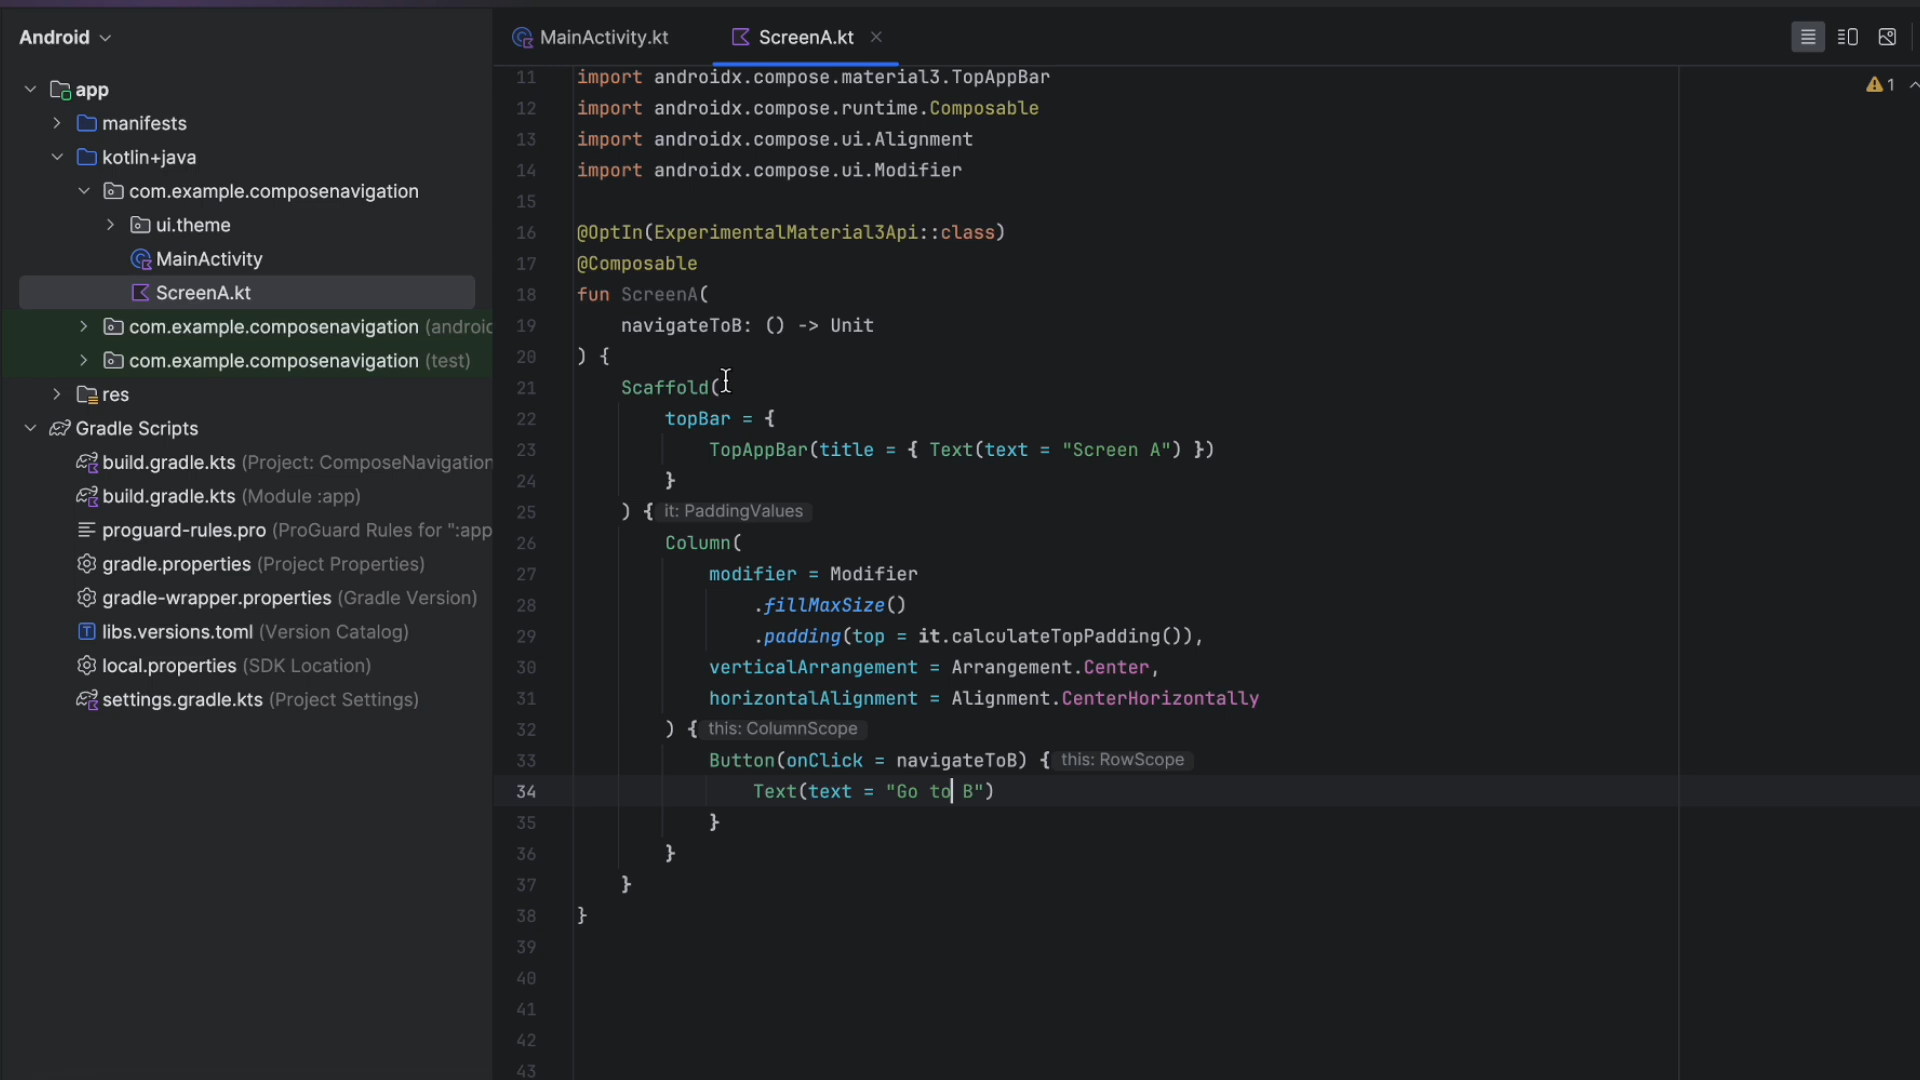 Android
MainActivity.kt
ScreenA.kt
app
manifests
kotlin+java
com.example.composenavigation
ui.theme
MainActivity
ScreenA.kt
com.example.composenavigation (androi
com.example.composenavigation (test)
res
Gradle Scripts
build.gradle.kts (Project: ComposeNavigation
build.gradle.kts (Module :app)
proguard-rules.pro (ProGuard Rules for ":app
gradle.properties (Project Properties)
gradle-wrapper.properties (Gradle Version)
libs.versions.toml (Version Catalog)
local.properties (SDK Location)
settings.gradle.kts (Project Settings)
1
11 import androidx.compose.material3.TopAppBar
12 import androidx.compose.runtime.Composable
13 import androidx.compose.ui.Alignment
14 import androidx.compose.ui.Modifier
15
16 @OptIn(ExperimentalMaterial3Api::class)
17 @Composable
18 fun ScreenA(
19 navigateToB: () -> Unit
20 ) {
21 Scaffold(
22 topBar = {
23 TopAppBar(title = { Text(text = "Screen A") })
24 }
25 ) { it: PaddingValues
26 Column(
27 modifier = Modifier
28 .fillMaxSize()
29 .padding(top = it.calculateTopPadding()),
30 verticalArrangement = Arrangement.Center,
31 horizontalAlignment = Alignment.CenterHorizontally
32 ) { this: ColumnScope
33 Button(onClick = navigateToB) { this: RowScope
34 Text(text = "Go to B")
35 }
36 }
37 }
38 }
39
40
41
42
43